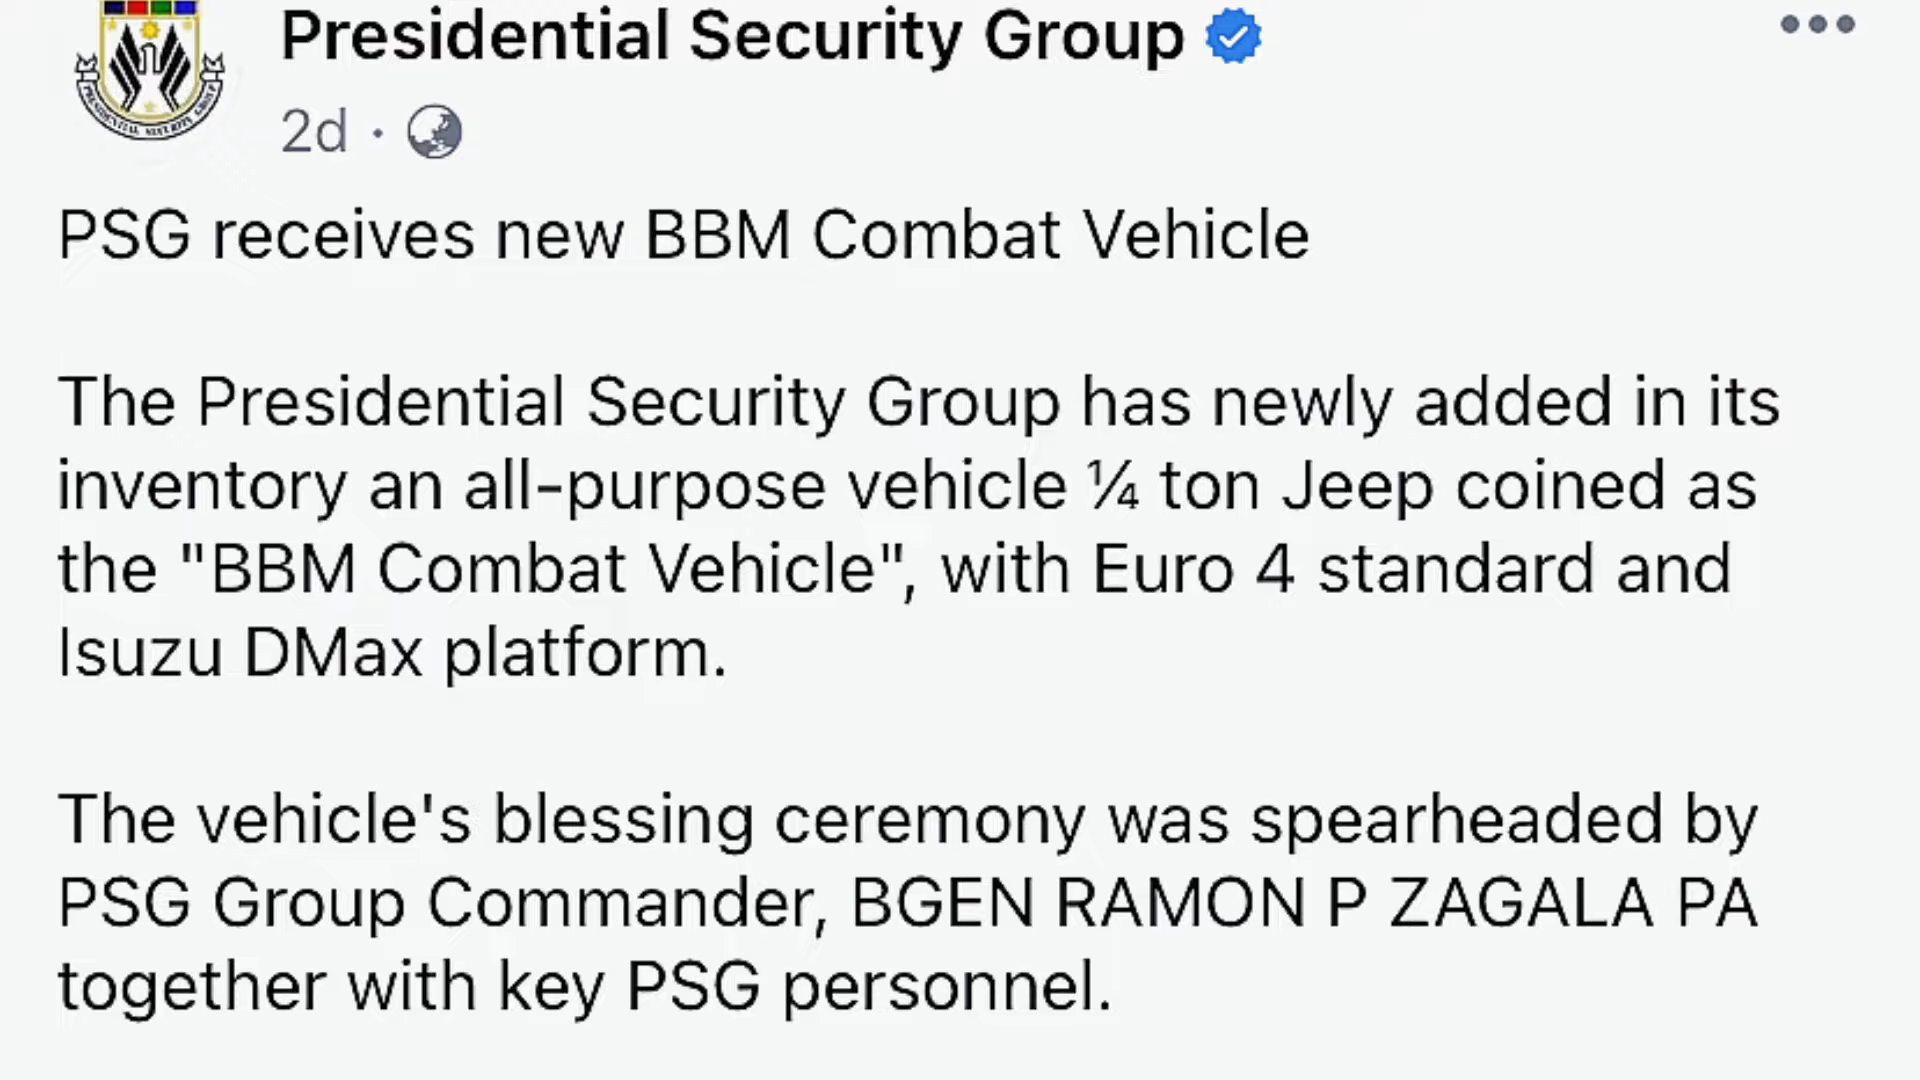 Presidential Security Group
2d ·
PSG receives new BBM Combat Vehicle
The Presidential Security Group has newly added in its
inventory an all-purpose vehicle ¼ ton Jeep coined as
the "BBM Combat Vehicle", with Euro 4 standard and
Isuzu DMax platform.
The vehicle's blessing ceremony was spearheaded by
PSG Group Commander, BGEN RAMON P ZAGALA PA
together with key PSG personnel.
PRESIDENTIAL SECURITY GROUP